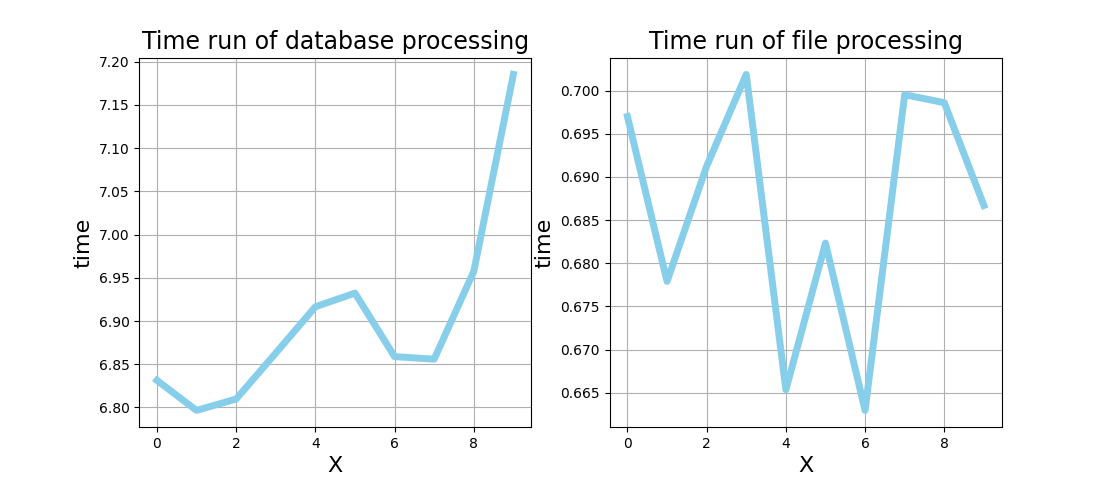 Time run of database processing
7.20
7.15
7.10
7.05
7.00
6.95
6.90
6.85
6.80
time
0 2 4 6 8
X
Time run of file processing
0.700
0.695
0.690
0.685
0.680
0.675
0.670
0.665
time
0 2 4 6 8
X